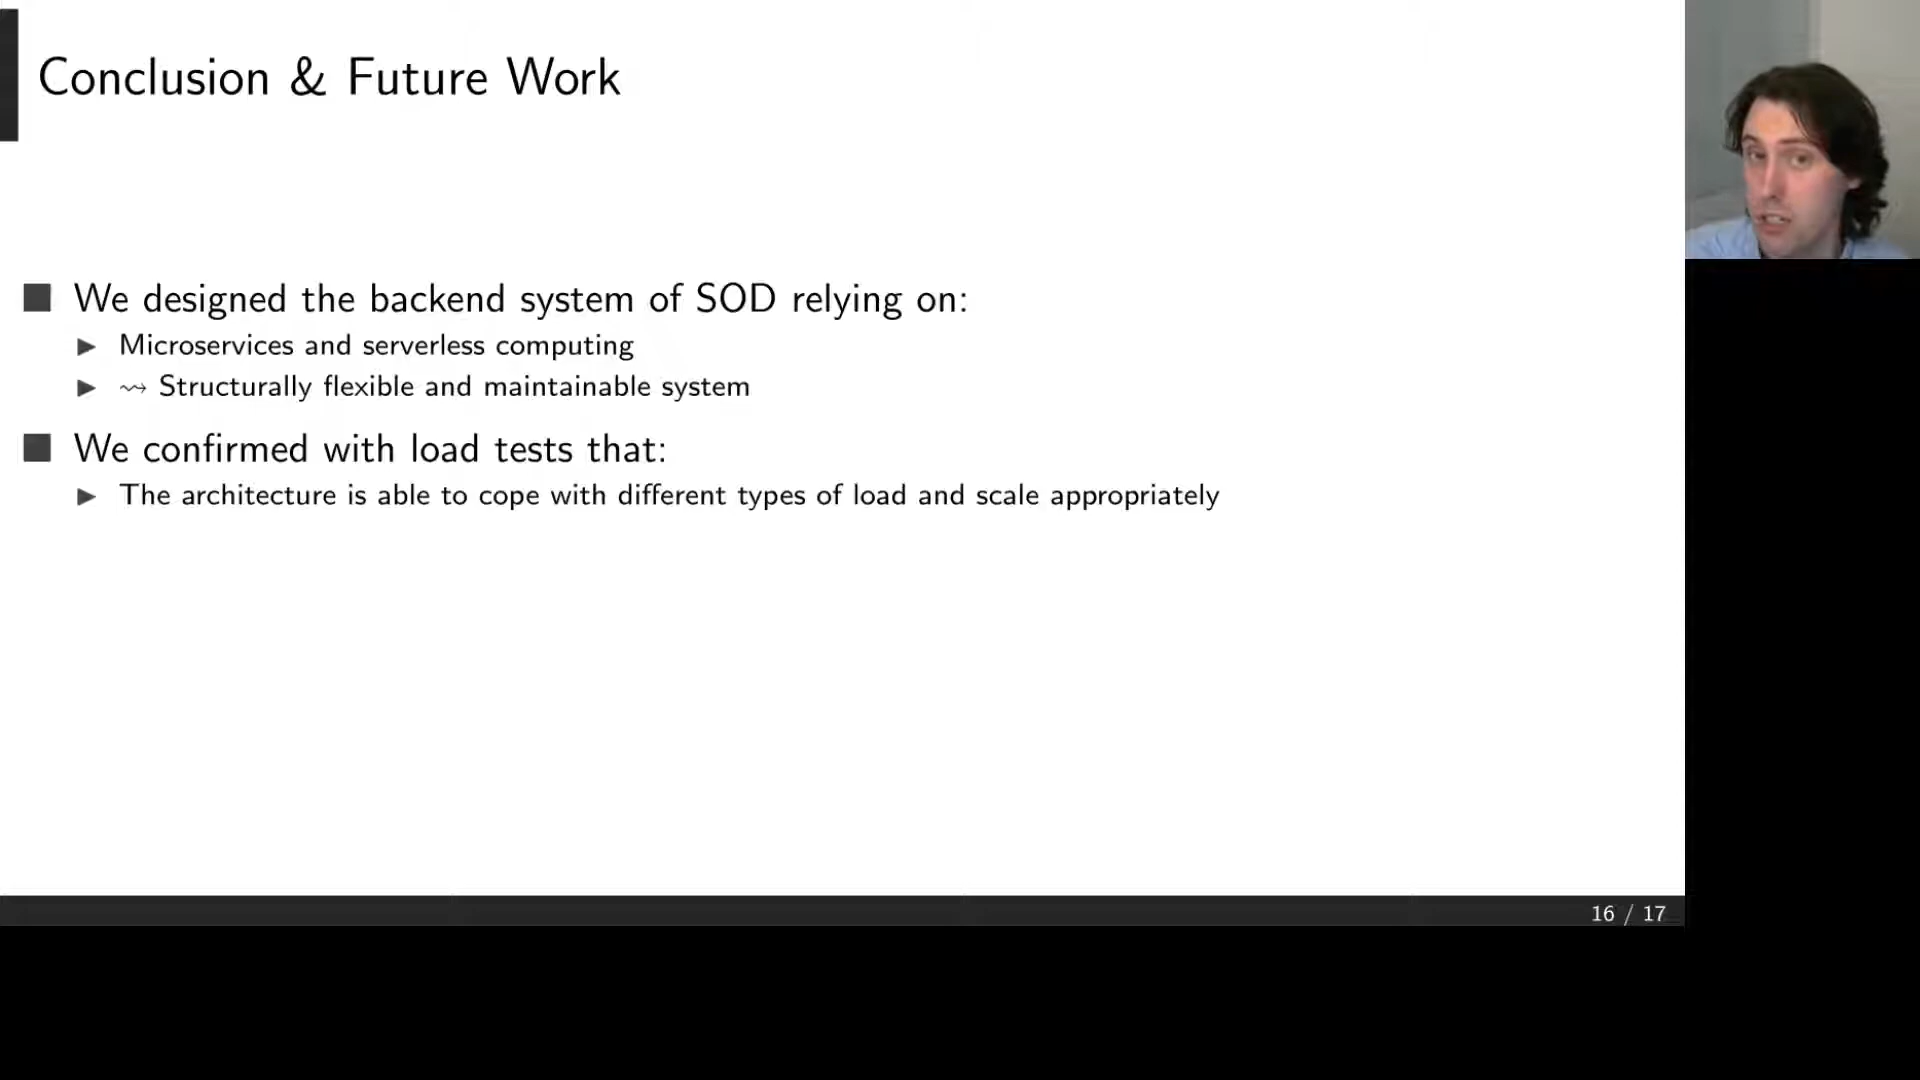 Conclusion & Future Work
■ We designed the backend system of SOD relying on:
▶ Microservices and serverless computing
▶ ⇝ Structurally flexible and maintainable system
■ We confirmed with load tests that:
▶ The architecture is able to cope with different types of load and scale appropriately
16 / 17